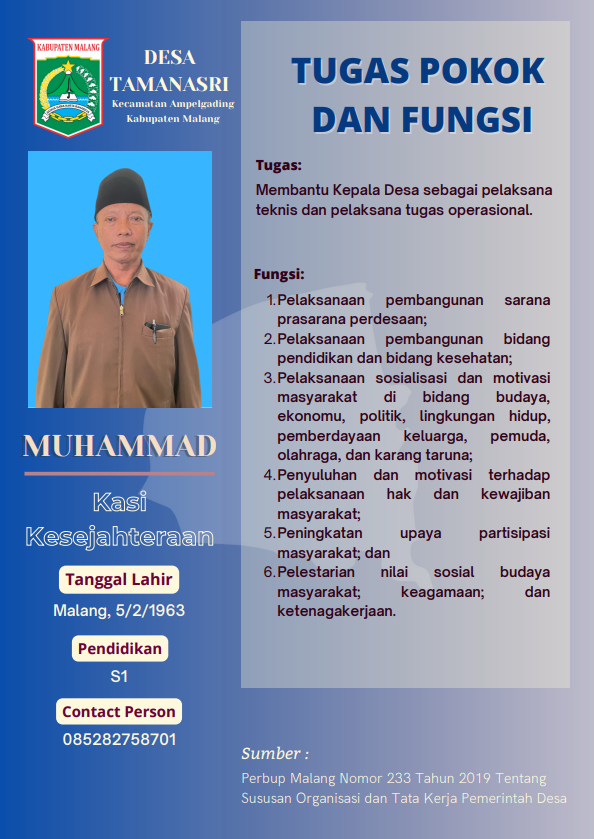 KABUPATEN MALANG
DESA
TAMANASRI
Kecamatan Ampelgading
Kabupaten Malang
MUHAMMAD
Kasi
Kesejahteraan
Tanggal Lahir
Malang, 5/2/1963
Pendidikan
S1
Contact Person
085282758701
TUGAS POKOK
DAN FUNGSI
Tugas:
Membantu Kepala Desa sebagai pelaksana
teknis dan pelaksana tugas operasional.
Fungsi:
1. Pelaksanaan pembangunan sarana
prasarana perdesaan;
2. Pelaksanaan pembangunan bidang
pendidikan dan bidang kesehatan;
3. Pelaksanaan sosialisasi dan motivasi
masyarakat di bidang budaya,
ekonomu, politik, lingkungan hidup,
pemberdayaan keluarga, pemuda,
olahraga, dan karang taruna;
4. Penyuluhan dan motivasi terhadap
pelaksanaan hak dan kewajiban
masyarakat;
5. Peningkatan upaya partisipasi
masyarakat; dan
6. Pelestarian nilai sosial budaya
masyarakat; keagamaan; dan
ketenagakerjaan.
Sumber :
Perbup Malang Nomor 233 Tahun 2019 Tentang
Sususan Organisasi dan Tata Kerja Pemerintah Desa